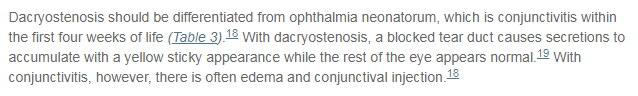 Dacryostenosis should be differentiated from ophthalmia neonatorum, which is conjunctivitis within
the first four weeks of life (Table 3).18 With dacryostenosis, a blocked tear duct causes secretions to
accumulate with a yellow sticky appearance while the rest of the eye appears normal.19 With
conjunctivitis, however, there is often edema and conjunctival injection.18